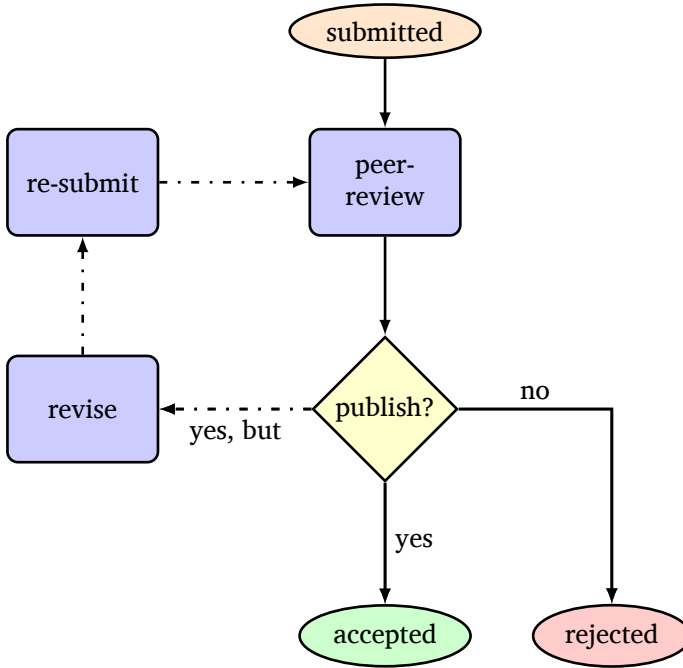 submitted
re-submit
peer-
review
revise
yes, but
publish?
no
yes
accepted
rejected